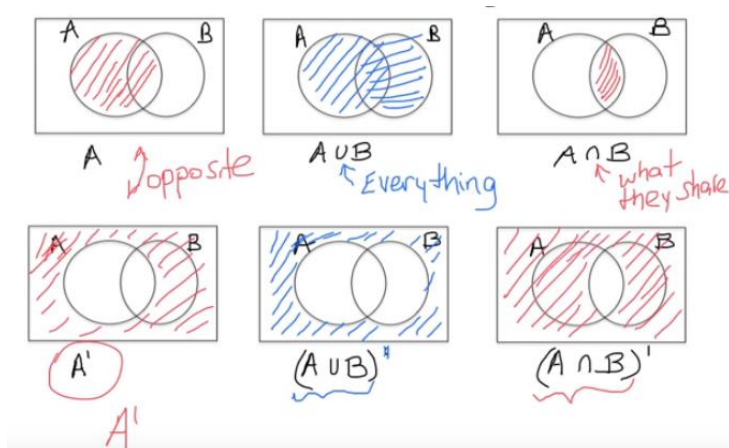 A B
A B
A B
A
opposite
A ∪ B
Everything
A ∩ B
what
they share
A B
A B
A B
A'
(A ∪ B)'
(A ∩ B)'
A'